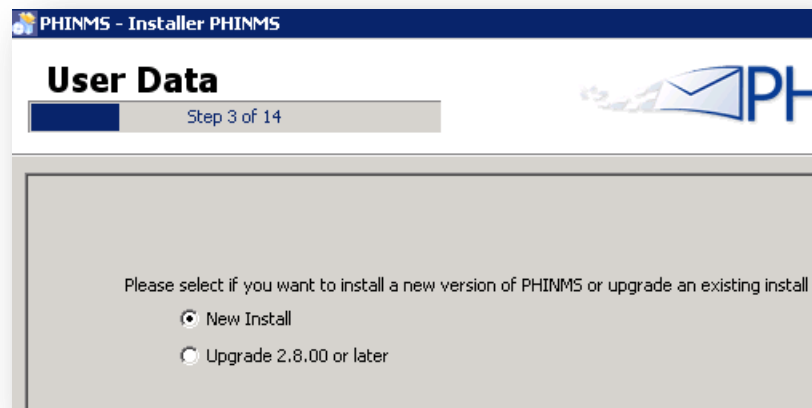 PHINMS - Installer PHINMS
User Data
PH
Step 3 of 14
Please select if you want to install a new version of PHINMS or upgrade an existing install
New Install
Upgrade 2.8.00 or later